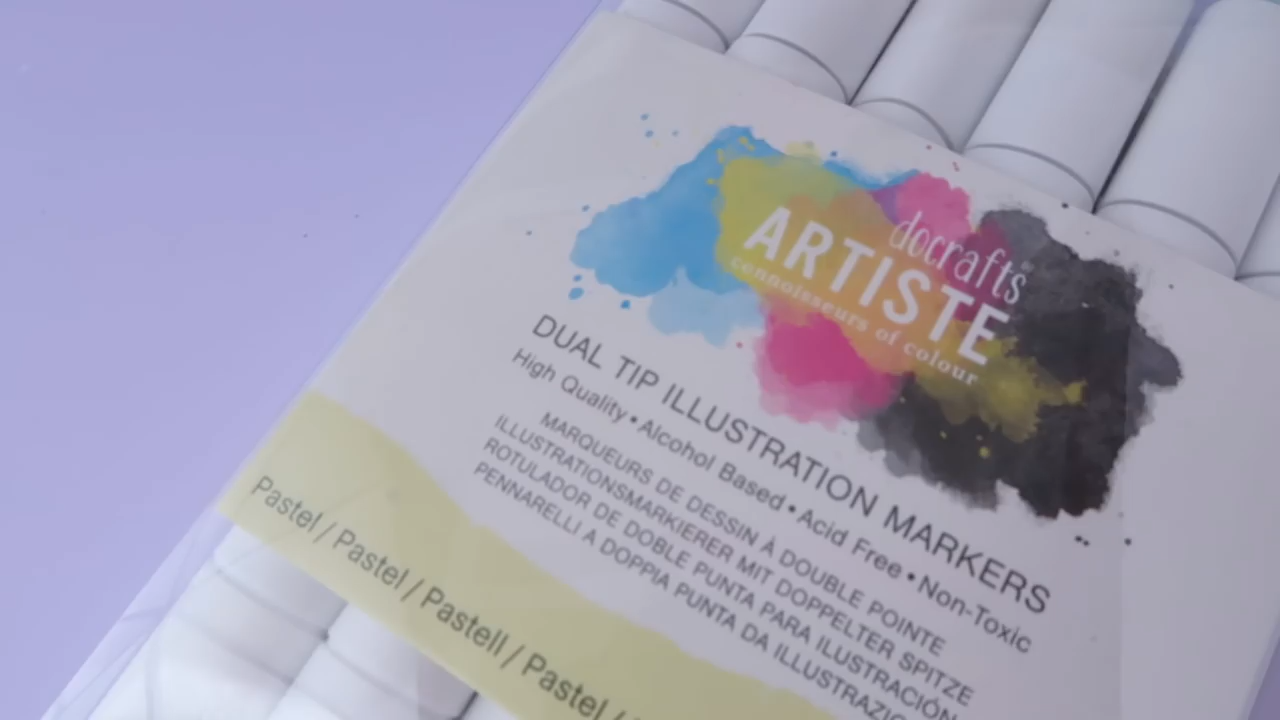 docrafts®
ARTISTE
connoisseurs of colour
DUAL TIP ILLUSTRATION MARKERS
High Quality • Alcohol Based • Acid Free • Non-Toxic
MARQUEURS DE DESSIN À DOUBLE POINTE
ILLUSTRATIONSMARKIERER MIT DOPPELTER SPITZE
ROTULADOR DE DOBLE PUNTA PARA ILUSTRACIÓN
PENNARELLI A DOPPIA PUNTA DA ILLUSTRAZIO
Pastel / Pastel / Pastell / Pastel /